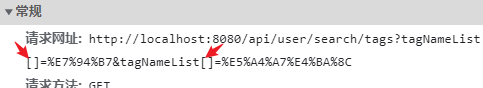 常规
请求网址: http://localhost:8080/api/user/search/tags?tagNameList
[]=%E7%94%B7&tagNameList[]=%E5%A4%A7%E4%BA%8C
请求方法: GET